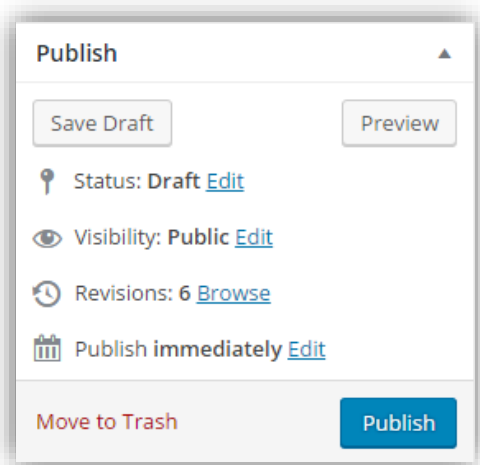 Publish
Save Draft Preview
Status: Draft Edit
Visibility: Public Edit
Revisions: 6 Browse
Publish immediately Edit
Move to Trash Publish